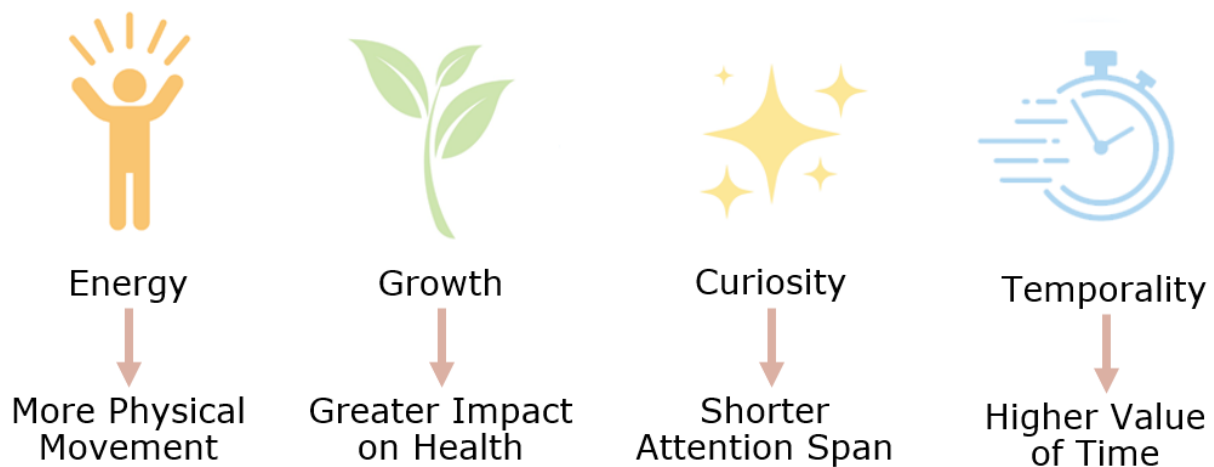 Energy
Growth
Curiosity
Temporality
More Physical
Movement
Greater Impact
on Health
Shorter
Attention Span
Higher Value
of Time